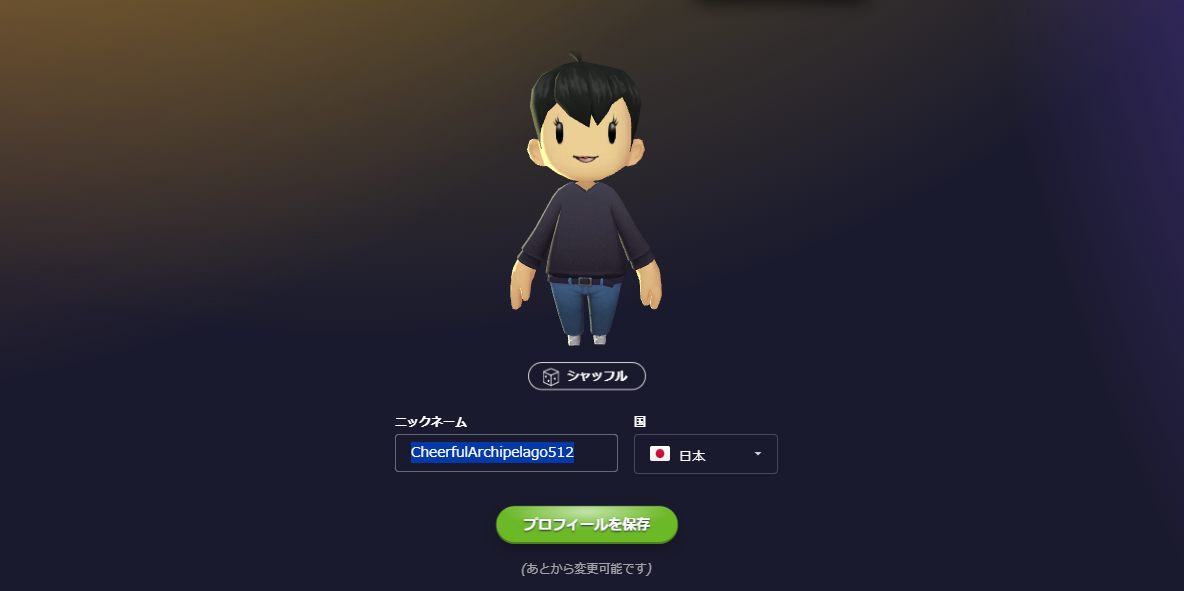 シャッフル
ニックネーム
国
CheerfulArchipelago512
日本
プロフィールを保存
(あとから変更可能です)